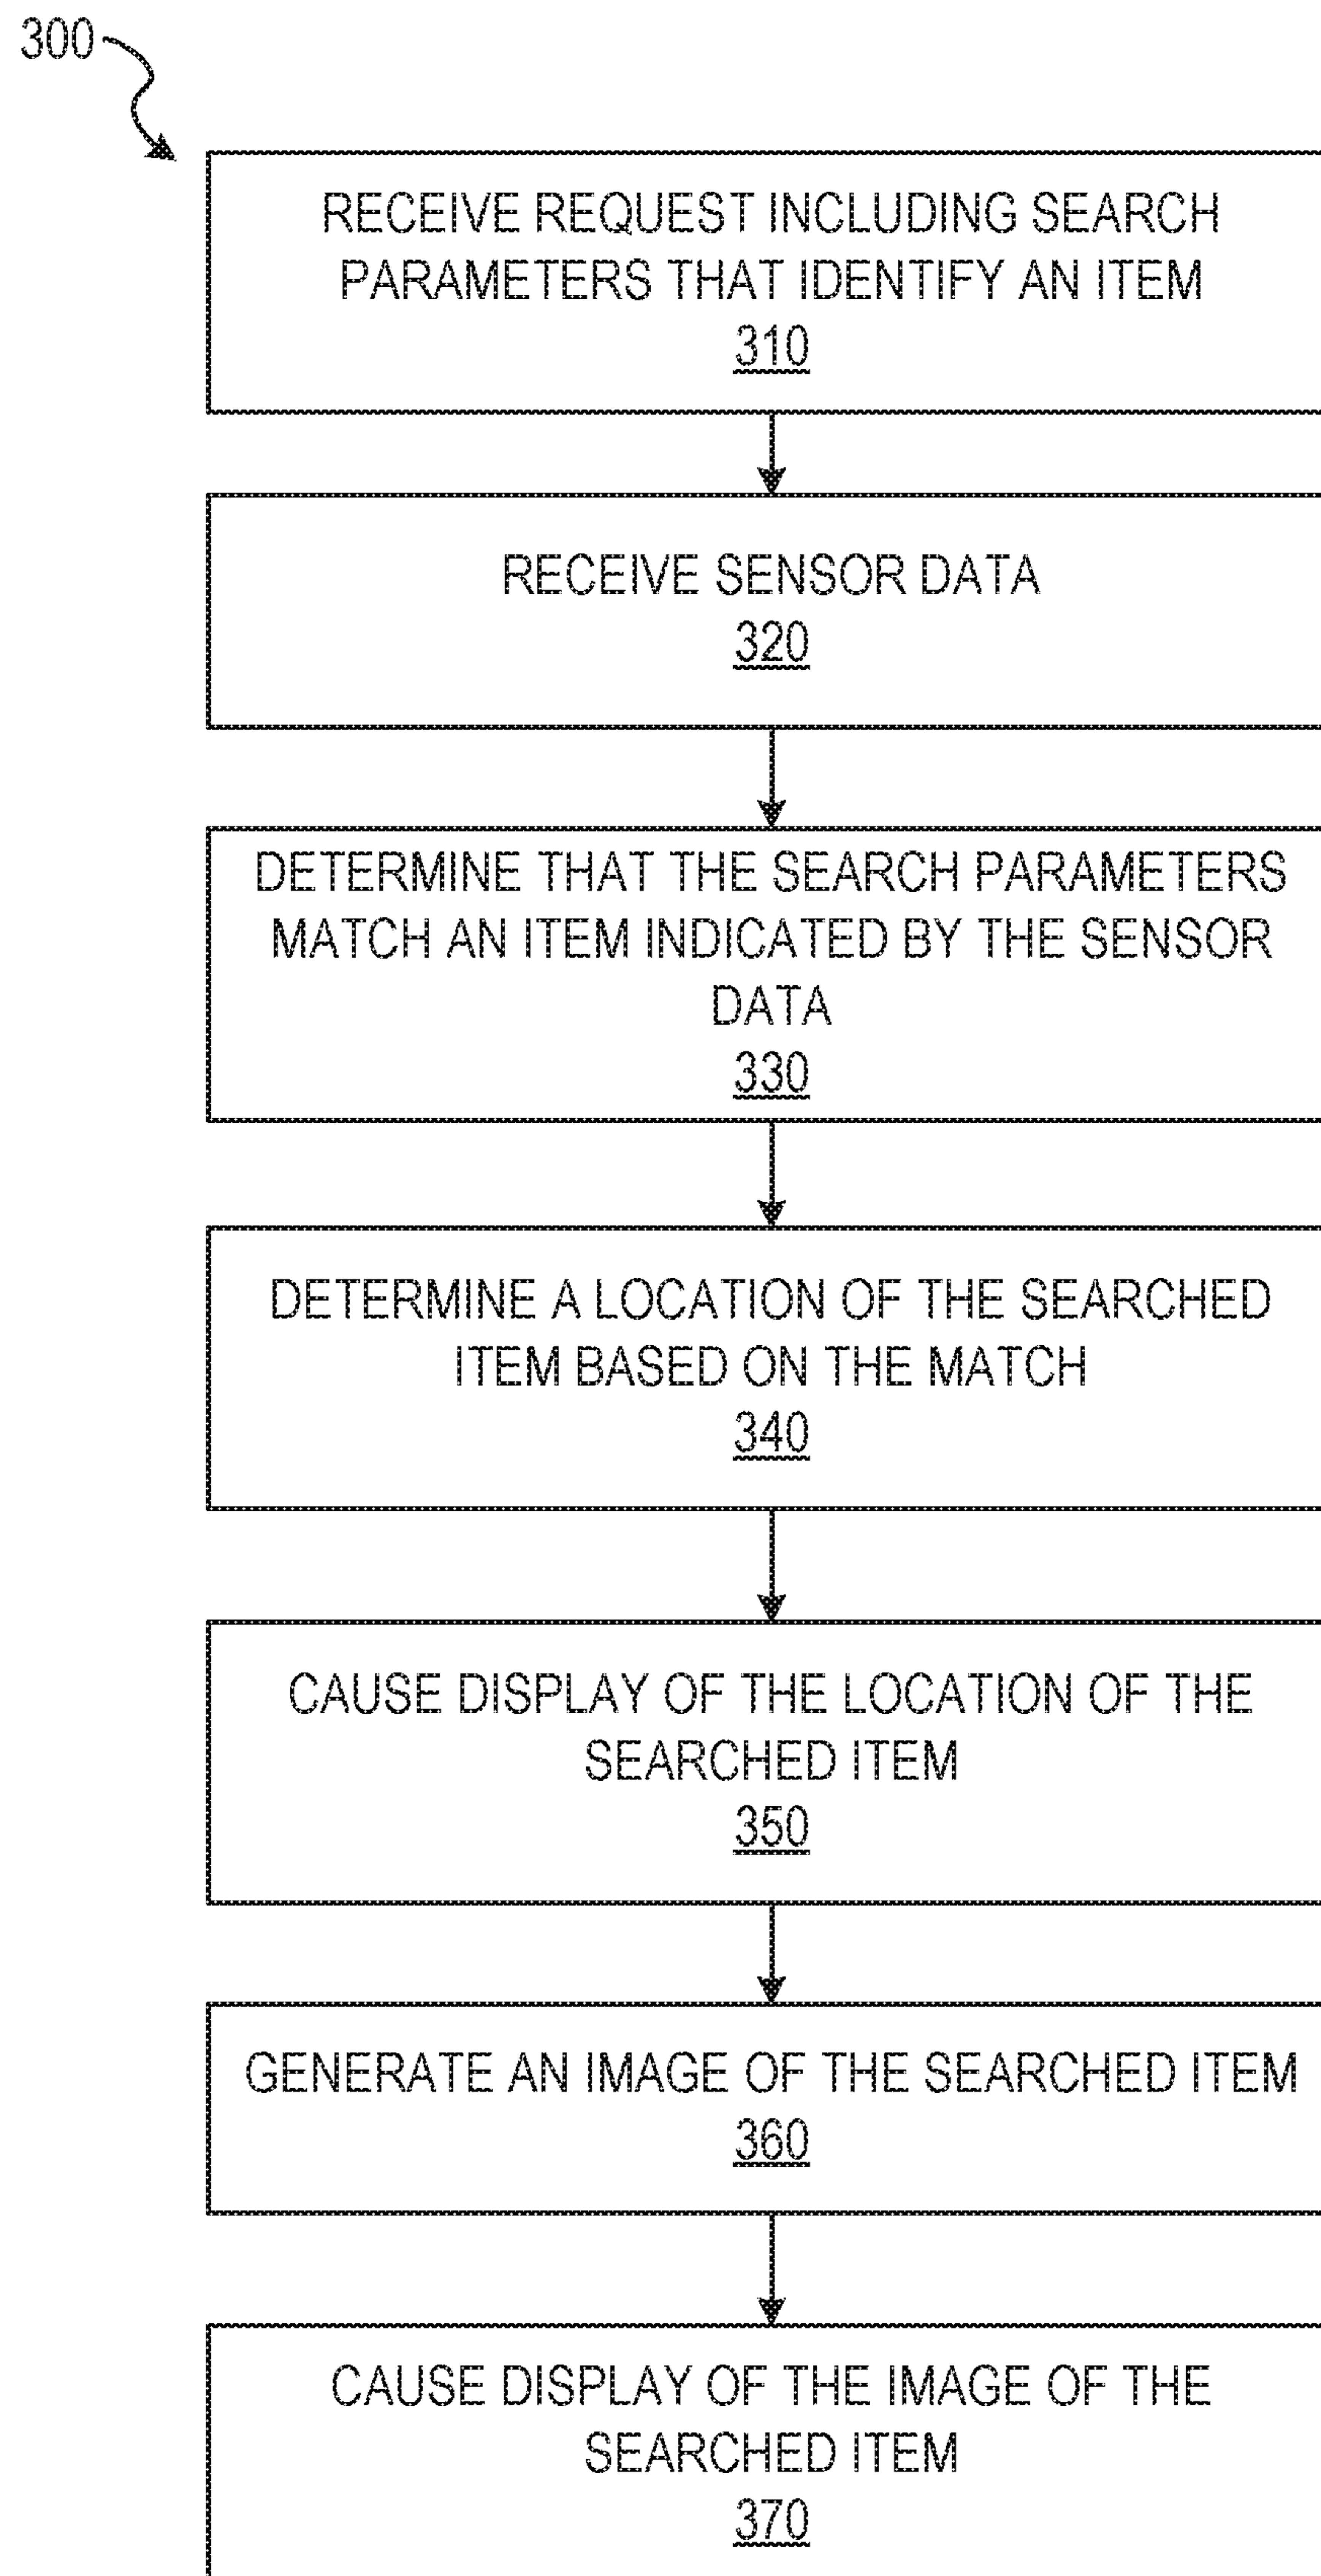 300
RECEIVE REQUEST INCLUDING SEARCH
PARAMETERS THAT IDENTIFY AN ITEM
310
RECEIVE SENSOR DATA
320
DETERMINE THAT THE SEARCH PARAMETERS
MATCH AN ITEM INDICATED BY THE SENSOR
DATA
330
DETERMINE A LOCATION OF THE SEARCHED
ITEM BASED ON THE MATCH
340
CAUSE DISPLAY OF THE LOCATION OF THE
SEARCHED ITEM
350
GENERATE AN IMAGE OF THE SEARCHED ITEM
360
CAUSE DISPLAY OF THE IMAGE OF THE
SEARCHED ITEM
370